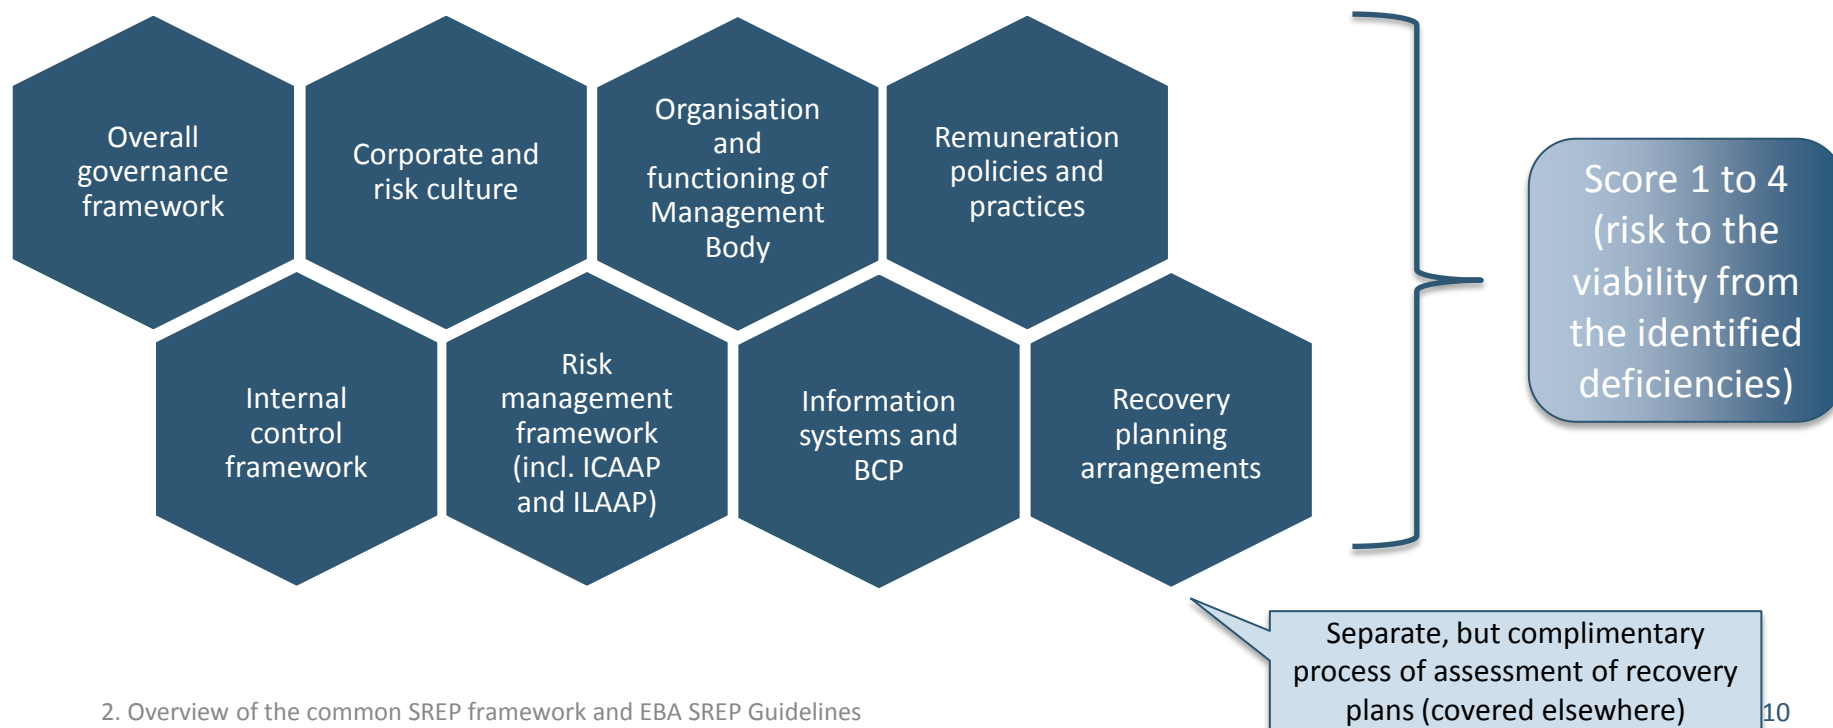 Overall
governance
framework
Corporate and
risk culture
Organisation
and
functioning of
Management
Body
Remuneration
policies and
practices
Internal
control
framework
Risk
management
framework
(incl. ICAAP
and ILAAP)
Information
systems and
BCP
Recovery
planning
arrangements
Score 1 to 4
(risk to the
viability from
the identified
deficiencies)
Separate, but complimentary
process of assessment of recovery
plans (covered elsewhere)
2. Overview of the common SREP framework and EBA SREP Guidelines
10